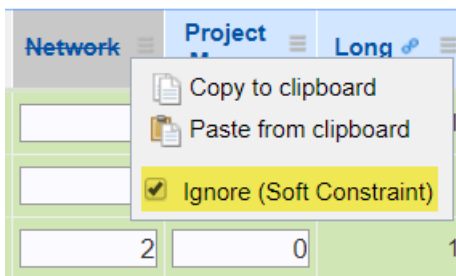 Network
Project
Long
Copy to clipboard
Paste from clipboard
Ignore (Soft Constraint)
2
0
1